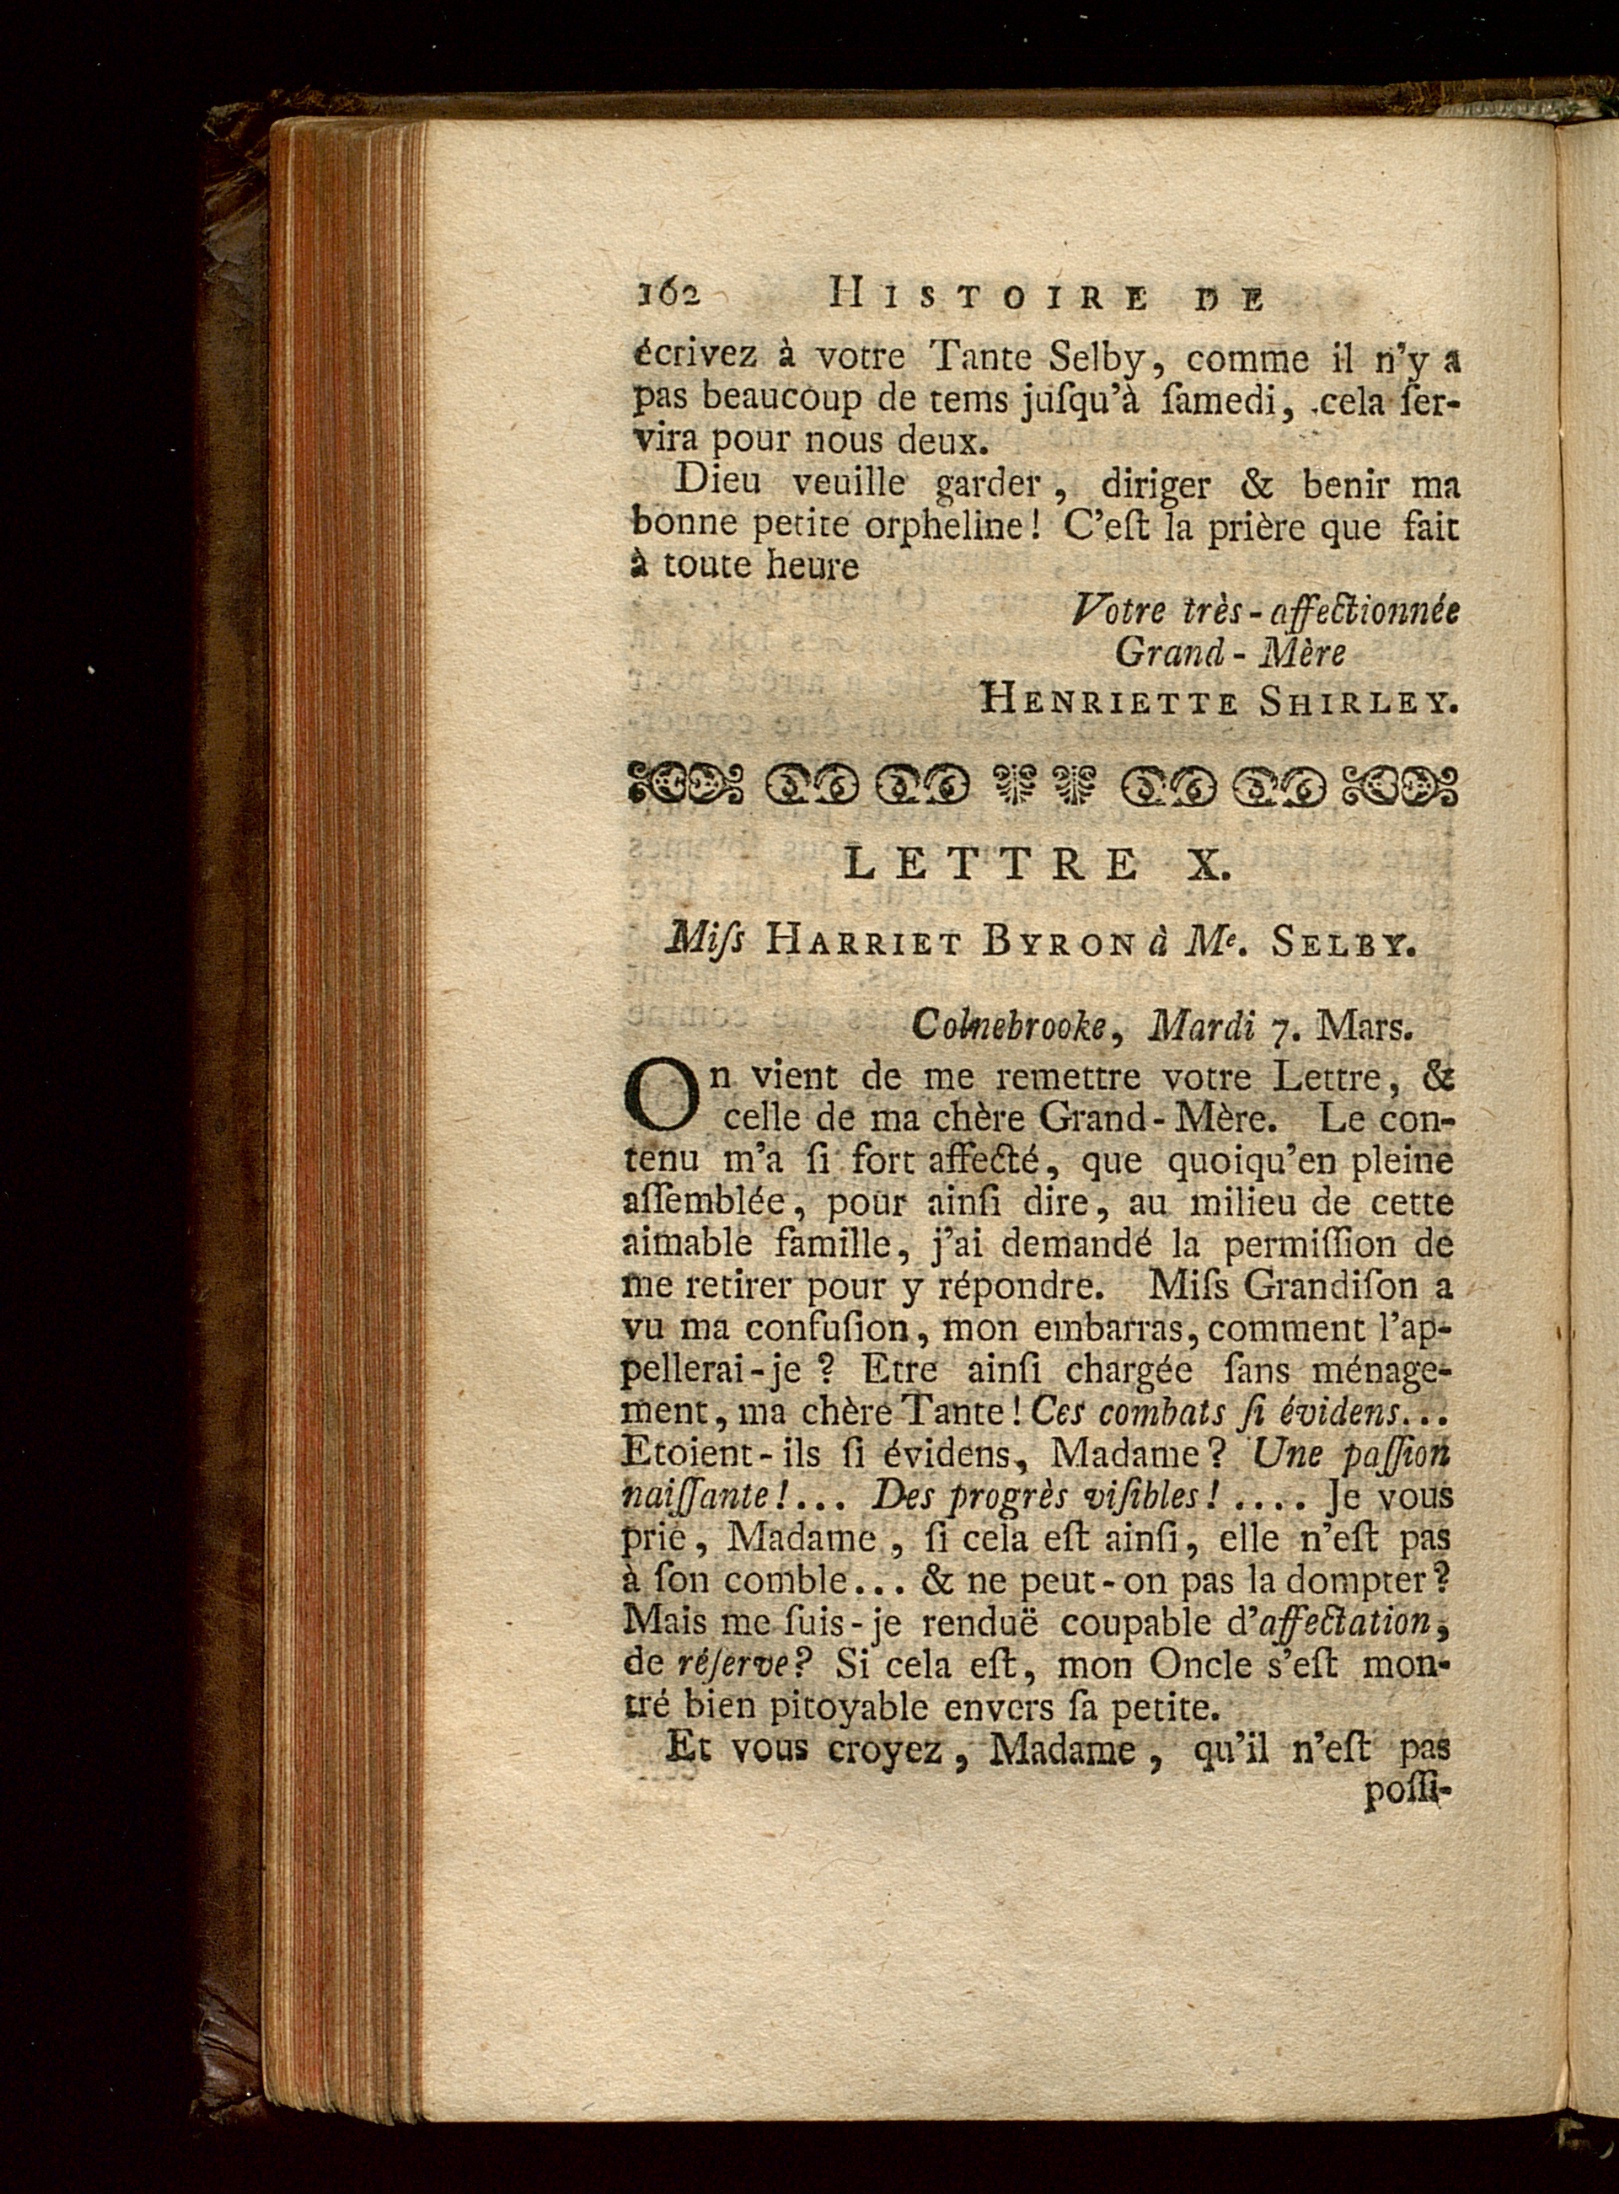 162 HISTOIRE DE
écrivez à votre Tante Selby, comme il n'y a
pas beaucoup de tems juſqu'à ſamedi, cela ſer-
vira pour nous deux.
Dieu veuille garder, diriger & benir ma
bonne petite orpheline! C'eſt la prière que fait
à toute heure
Votre très-affectionnée
Grand-Mère
HENRIETTE SHIRLEY.
LETTRE X.
Miſs HARRIET BYRON à Me. SELBY.
Colnebrooke, Mardi 7. Mars.
On vient de me remettre votre Lettre, &
celle de ma chère Grand-Mère. Le con-
tenu m'a ſi fort affecté, que quoiqu'en pleine
aſſemblée, pour ainſi dire, au milieu de cette
aimable famille, j'ai demandé la permiſſion de
me retirer pour y répondre. Miſs Grandiſon a
vu ma confuſion, mon embarras, comment l'ap-
pellerai-je? Etre ainſi chargée ſans ménage-
ment, ma chère Tante! Ces combats ſi évidens...
Etoient-ils ſi évidens, Madame? Une paſſion
naiſſante!... Des progrès viſibles!.... Je vous
prie, Madame, ſi cela eſt ainſi, elle n'eſt pas
à ſon comble... & ne peut-on pas la dompter?
Mais me ſuis-je renduë coupable d'affectation,
de réſerve? Si cela eſt, mon Oncle s'eſt mon-
tré bien pitoyable envers ſa petite.
Et vous croyez, Madame, qu'il n'eſt pas
poſſi-